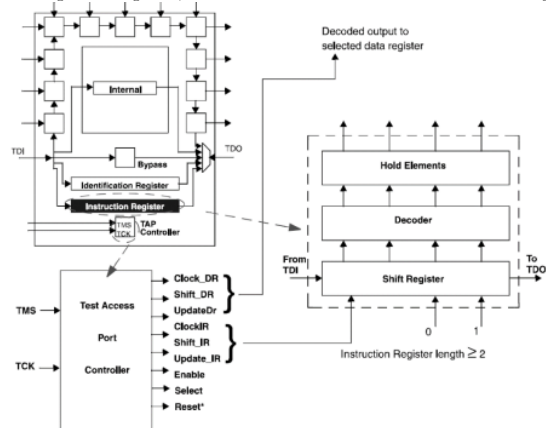 Decoded output to
selected data register
Internal
TDI
TDO
Bypass
Identification Register
Instruction Register
TMS
TCK
TAP
Controller
Hold Elements
Decoder
From
TDI
Shift Register
To
TDO
0
1
Instruction Register length ≥ 2
TMS
TCK
Test Access
Port
Controller
Clock_DR
Shift_DR
UpdateDr
ClockIR
Shift_IR
Update_IR
Enable
Select
Reset*